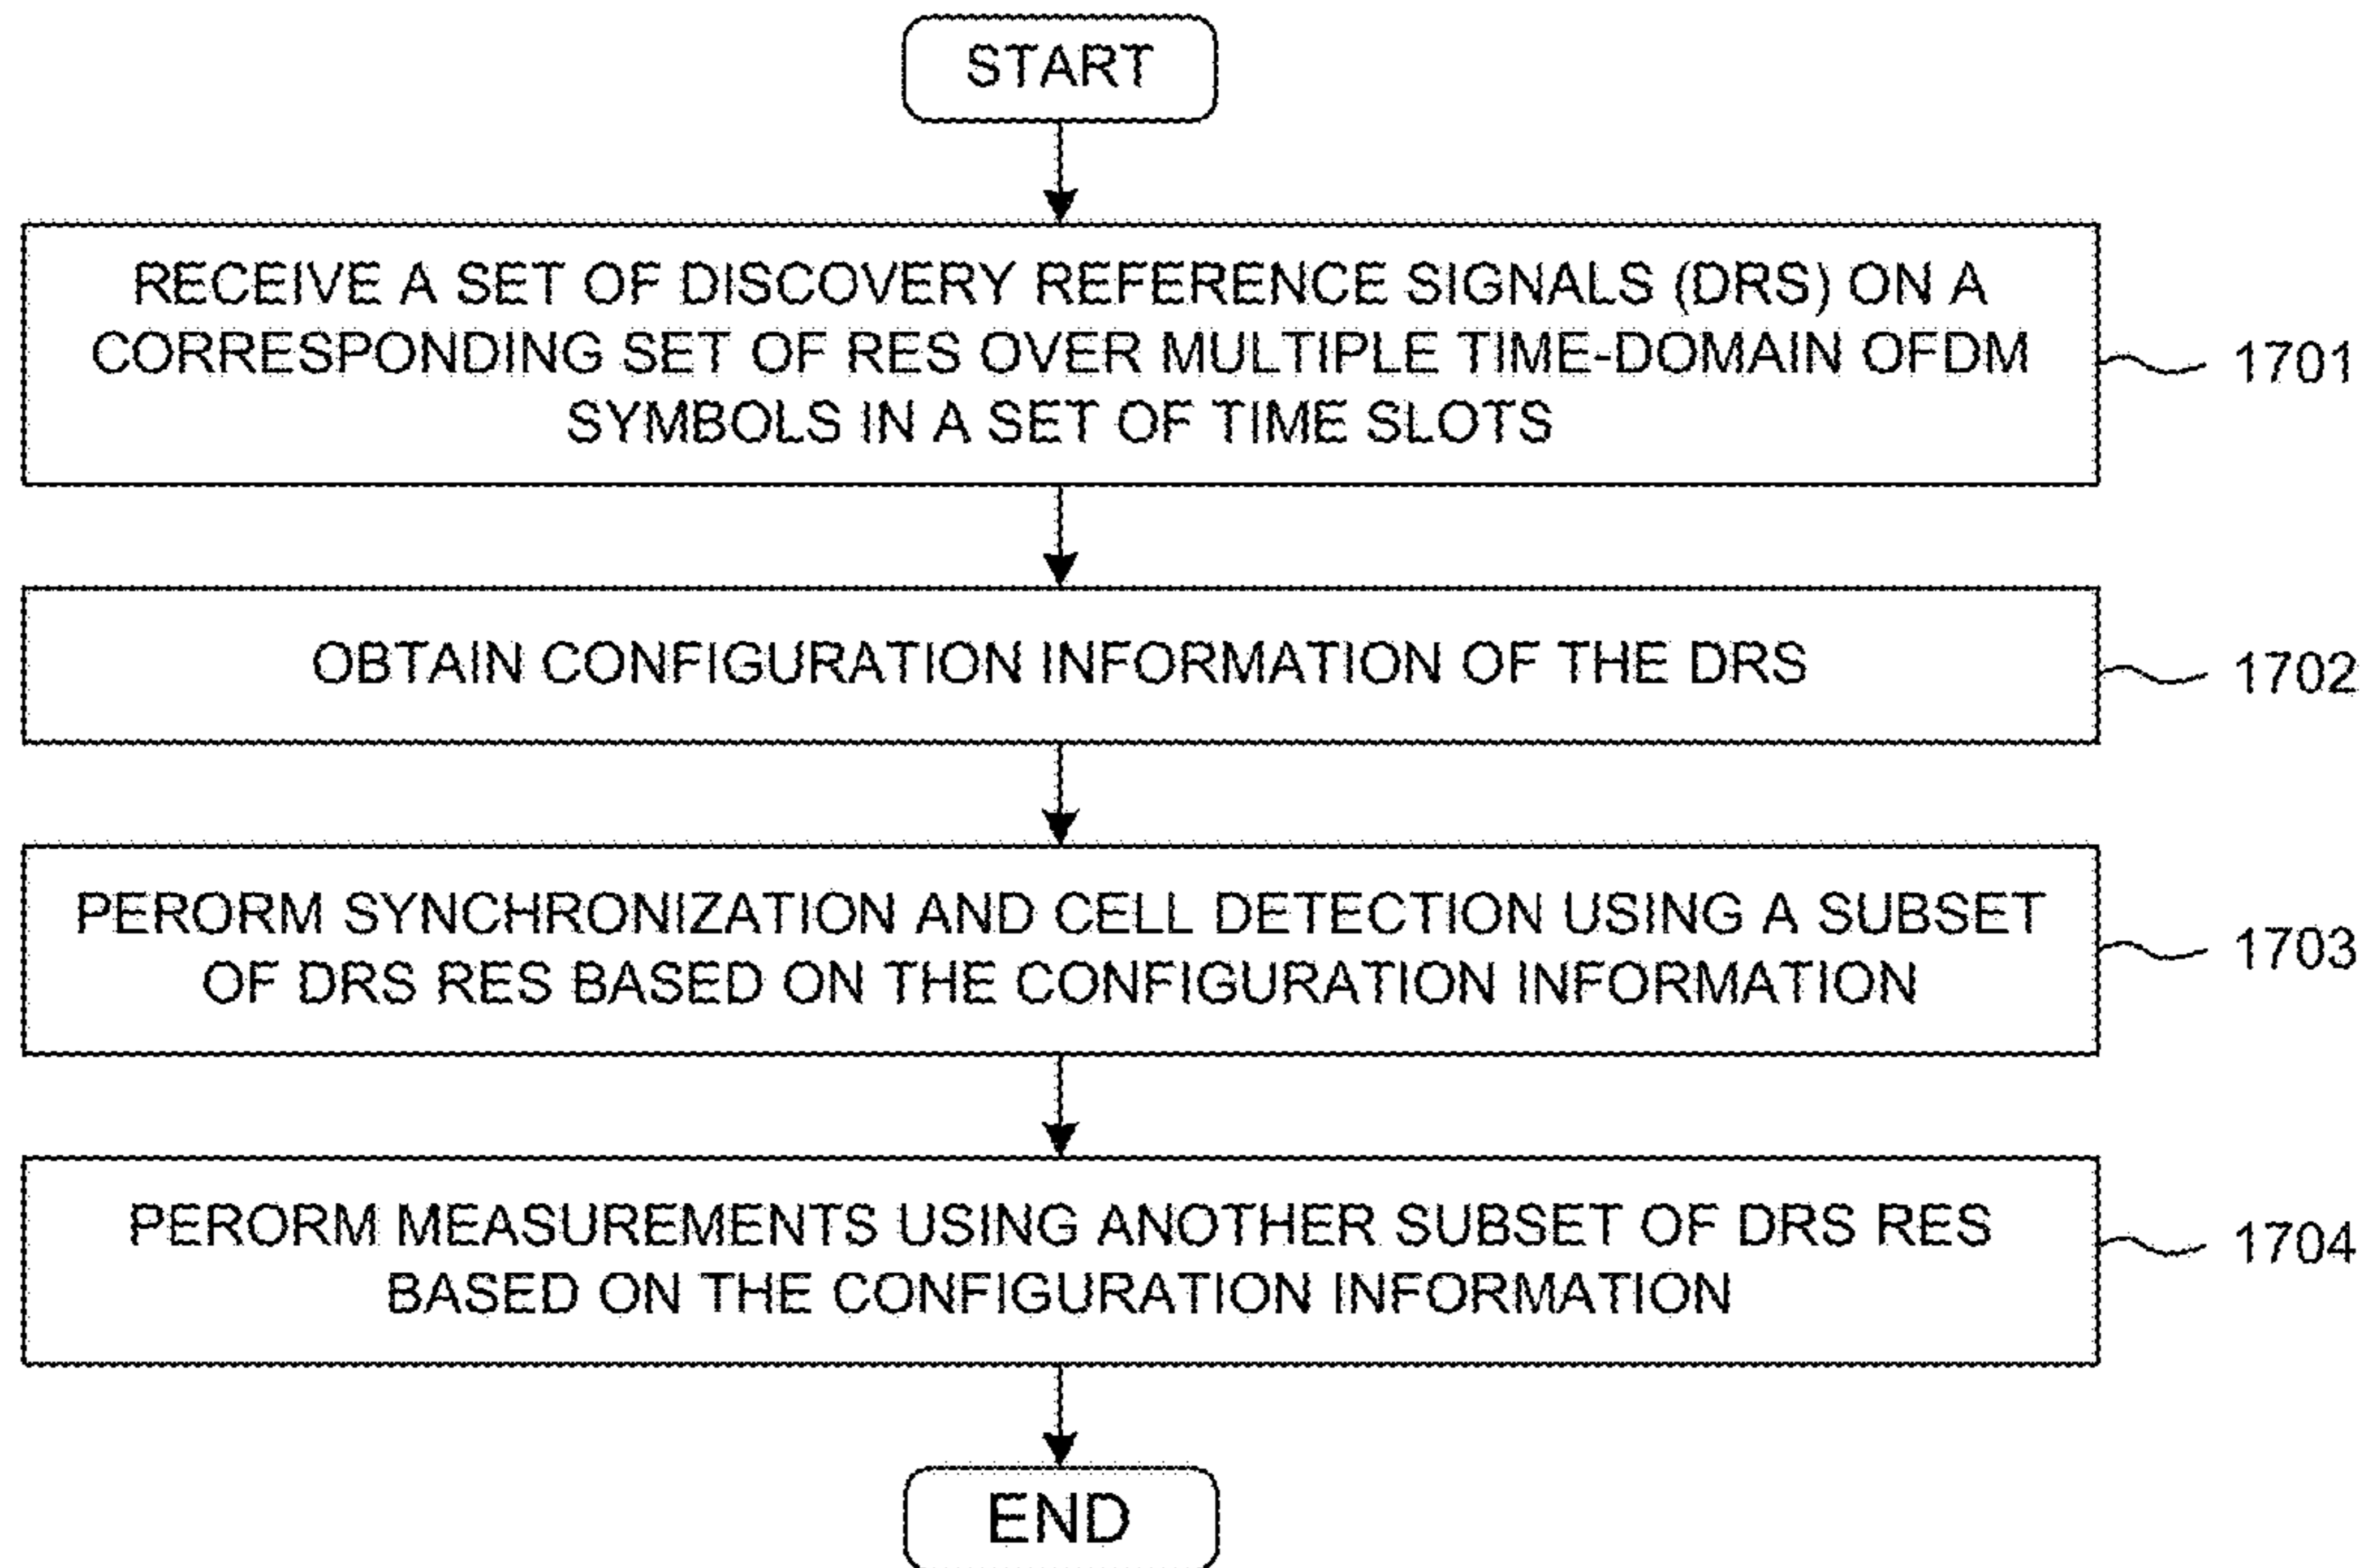 START
RECEIVE A SET OF DISCOVERY REFERENCE SIGNALS (DRS) ON A
CORRESPONDING SET OF RES OVER MULTIPLE TIME-DOMAIN OFDM
SYMBOLS IN A SET OF TIME SLOTS
1701
OBTAIN CONFIGURATION INFORMATION OF THE DRS
1702
PERORM SYNCHRONIZATION AND CELL DETECTION USING A SUBSET
OF DRS RES BASED ON THE CONFIGURATION INFORMATION
1703
PERORM MEASUREMENTS USING ANOTHER SUBSET OF DRS RES
BASED ON THE CONFIGURATION INFORMATION
1704
END